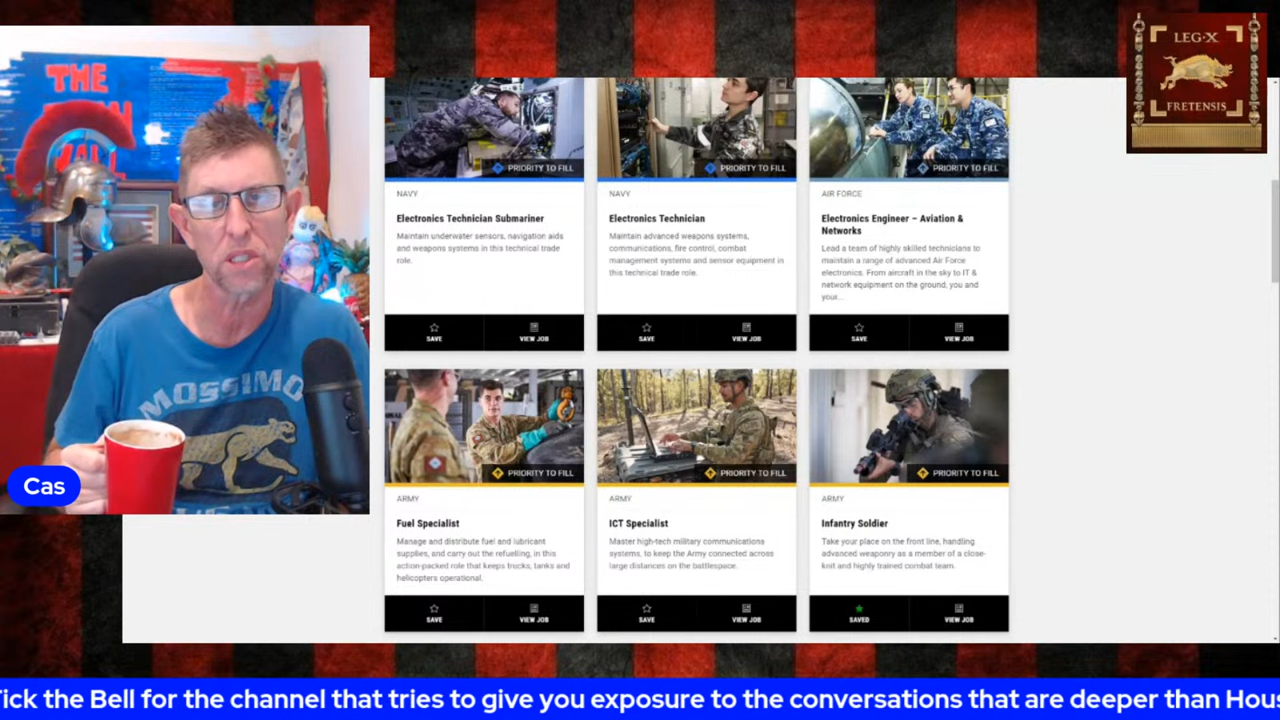 THE
LEG·X
FRETENSIS
PRIORITY TO FILL
PRIORITY TO FILL
PRIORITY TO FILL
NAVY
NAVY
AIR FORCE
Electronics Technician Submariner
Electronics Technician
Electronics Engineer – Aviation &
Networks
Maintain underwater sensors, navigation aids
and weapons systems in this technical trade
role.
Maintain advanced weapons systems,
communications, fire control, combat
management systems and sensor equipment in
this technical trade role.
Lead a team of highly skilled technicians to
maintain a range of advanced Air Force
electronics. From aircraft in the sky to IT &
network equipment on the ground, you and
your...
SAVE
VIEW JOB
SAVE
VIEW JOB
SAVE
VIEW JOB
MOSSIMO
Cas
PRIORITY TO FILL
PRIORITY TO FILL
PRIORITY TO FILL
ARMY
ARMY
ARMY
Fuel Specialist
ICT Specialist
Infantry Soldier
Manage and distribute fuel and lubricant
supplies, and carry out the refuelling, in this
action-packed role that keeps trucks, tanks and
helicopters operational.
Master high-tech military communications
systems, to keep the Army connected across
large distances on the battlespace.
Take your place on the front line, handling
advanced weaponry as a member of a close-
knit and highly trained combat team.
SAVE
VIEW JOB
SAVE
VIEW JOB
SAVED
VIEW JOB
Tick the Bell for the channel that tries to give you exposure to the conversations that are deeper than Hous